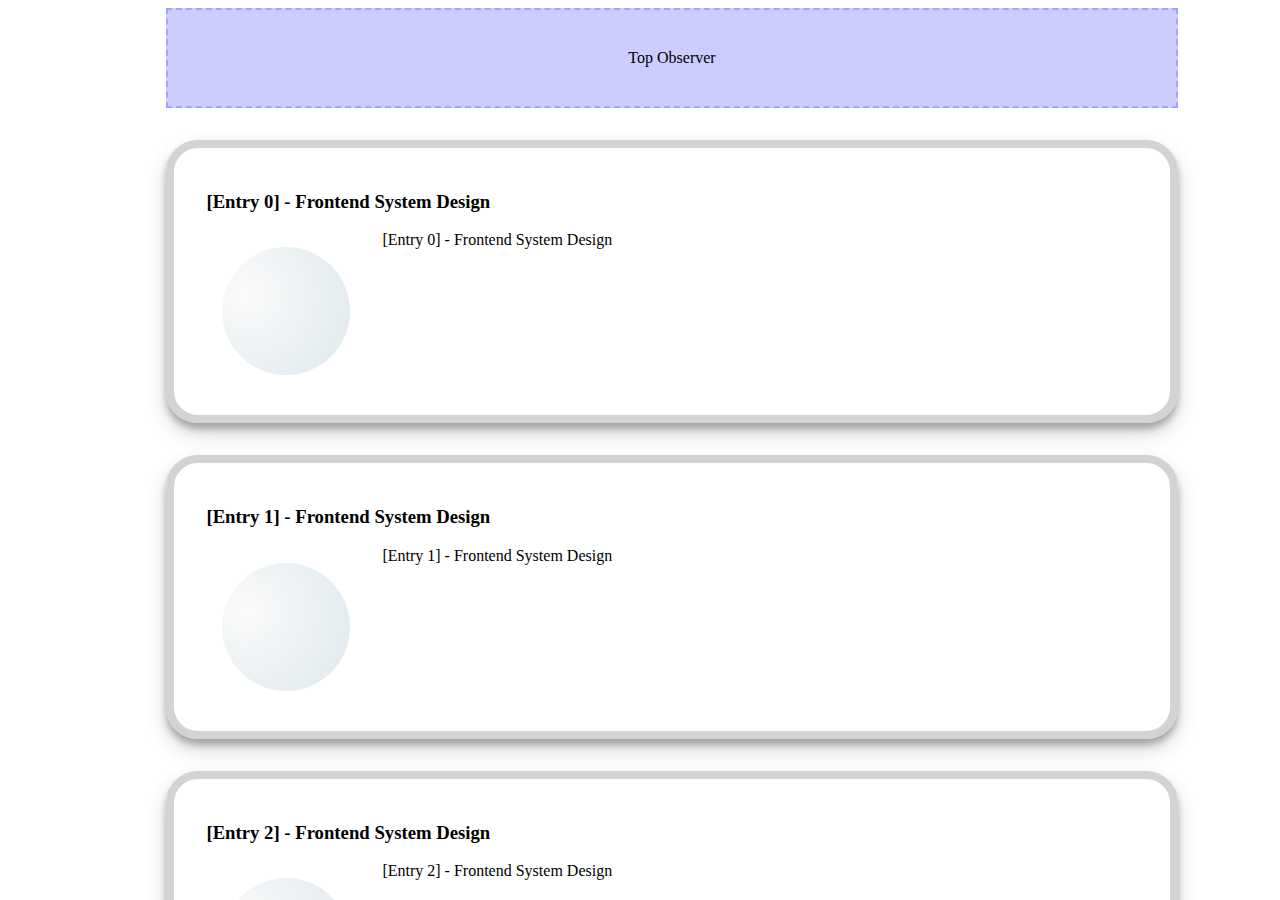 Top Observer
[Entry 0] - Frontend System Design
[Entry 0] - Frontend System Design
[Entry 1] - Frontend System Design
[Entry 1] - Frontend System Design
[Entry 2] - Frontend System Design
[Entry 2] - Frontend System Design